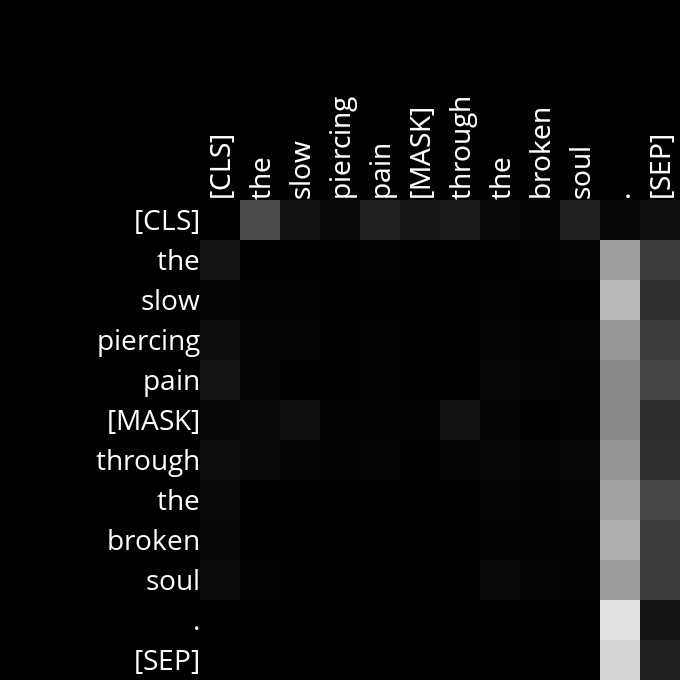 [CLS] the slow piercing pain [MASK] through the broken soul . [SEP]
[CLS]
the
slow
piercing
pain
[MASK]
through
the
broken
soul
.
[SEP]